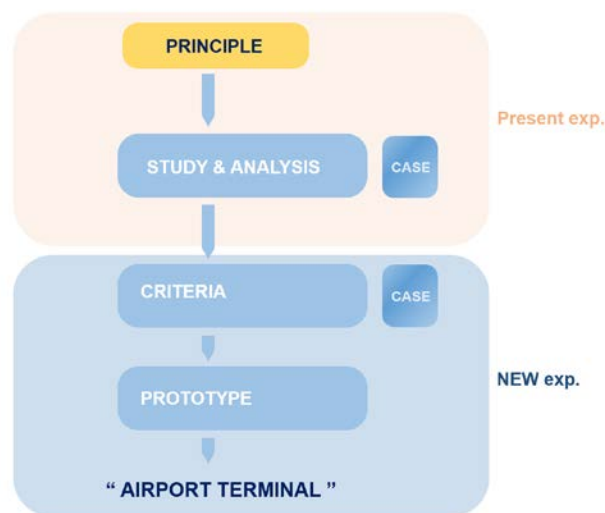 PRINCIPLE
Present exp.
STUDY & ANALYSIS
CASE
CRITERIA
CASE
NEW exp.
PROTOTYPE
“ AIRPORT TERMINAL ”